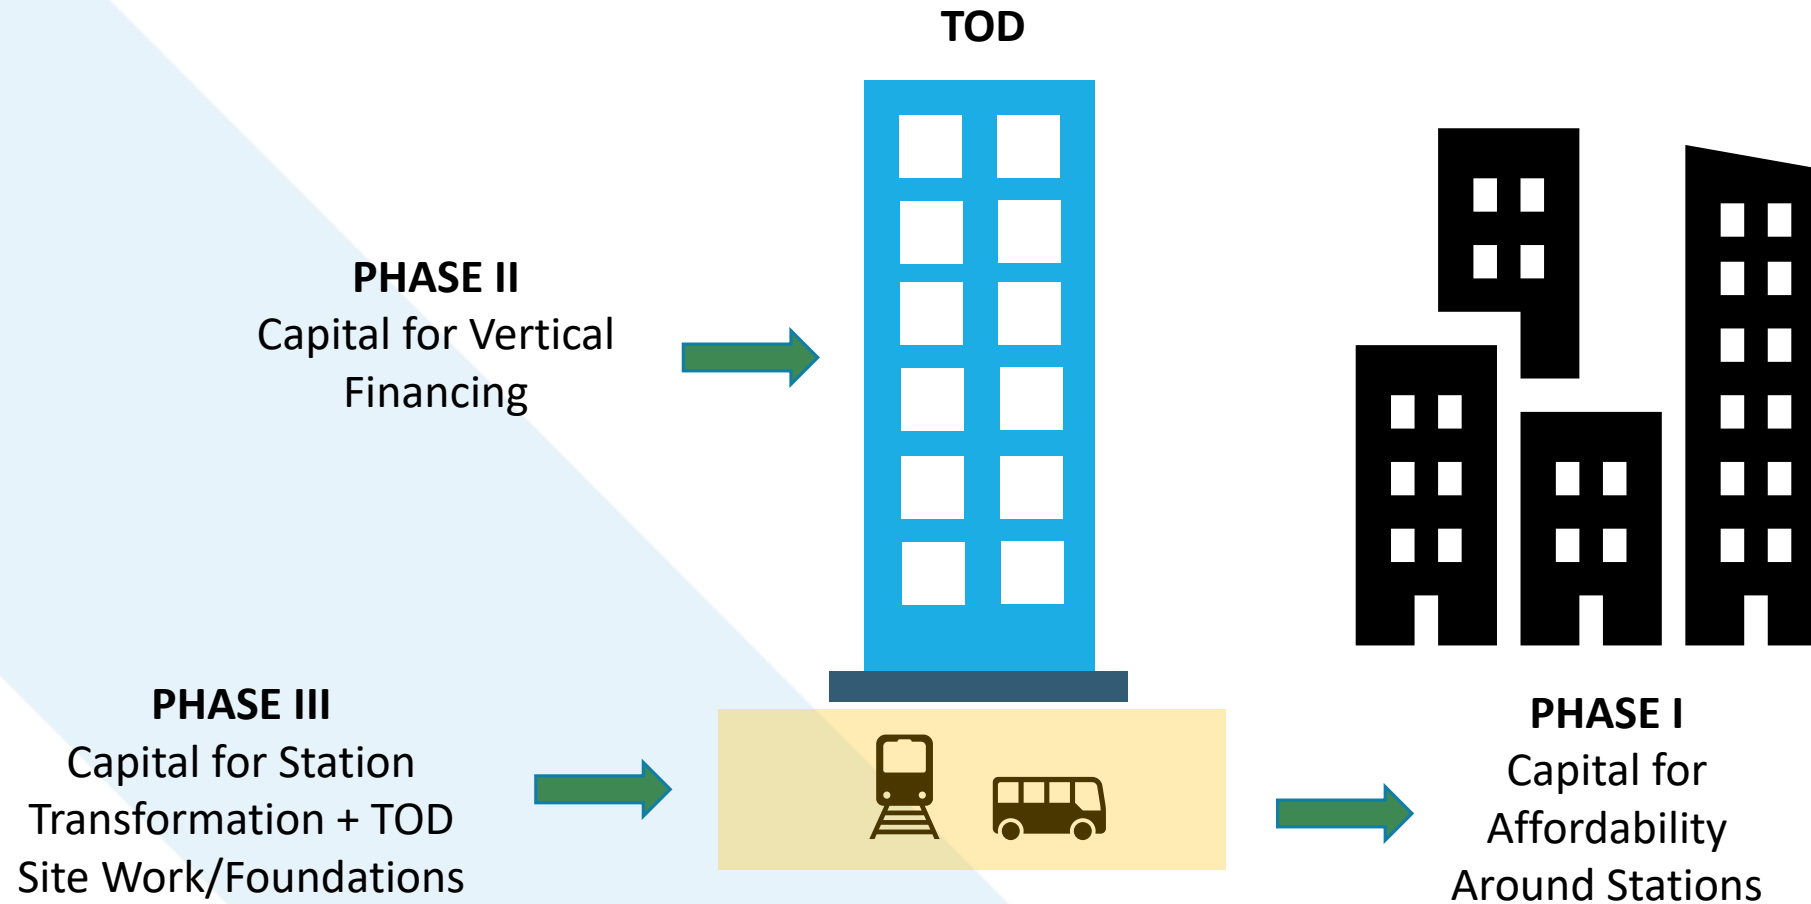 TOD
PHASE II
Capital for Vertical
Financing
PHASE III
Capital for Station
Transformation + TOD
Site Work/Foundations
PHASE I
Capital for
Affordability
Around Stations